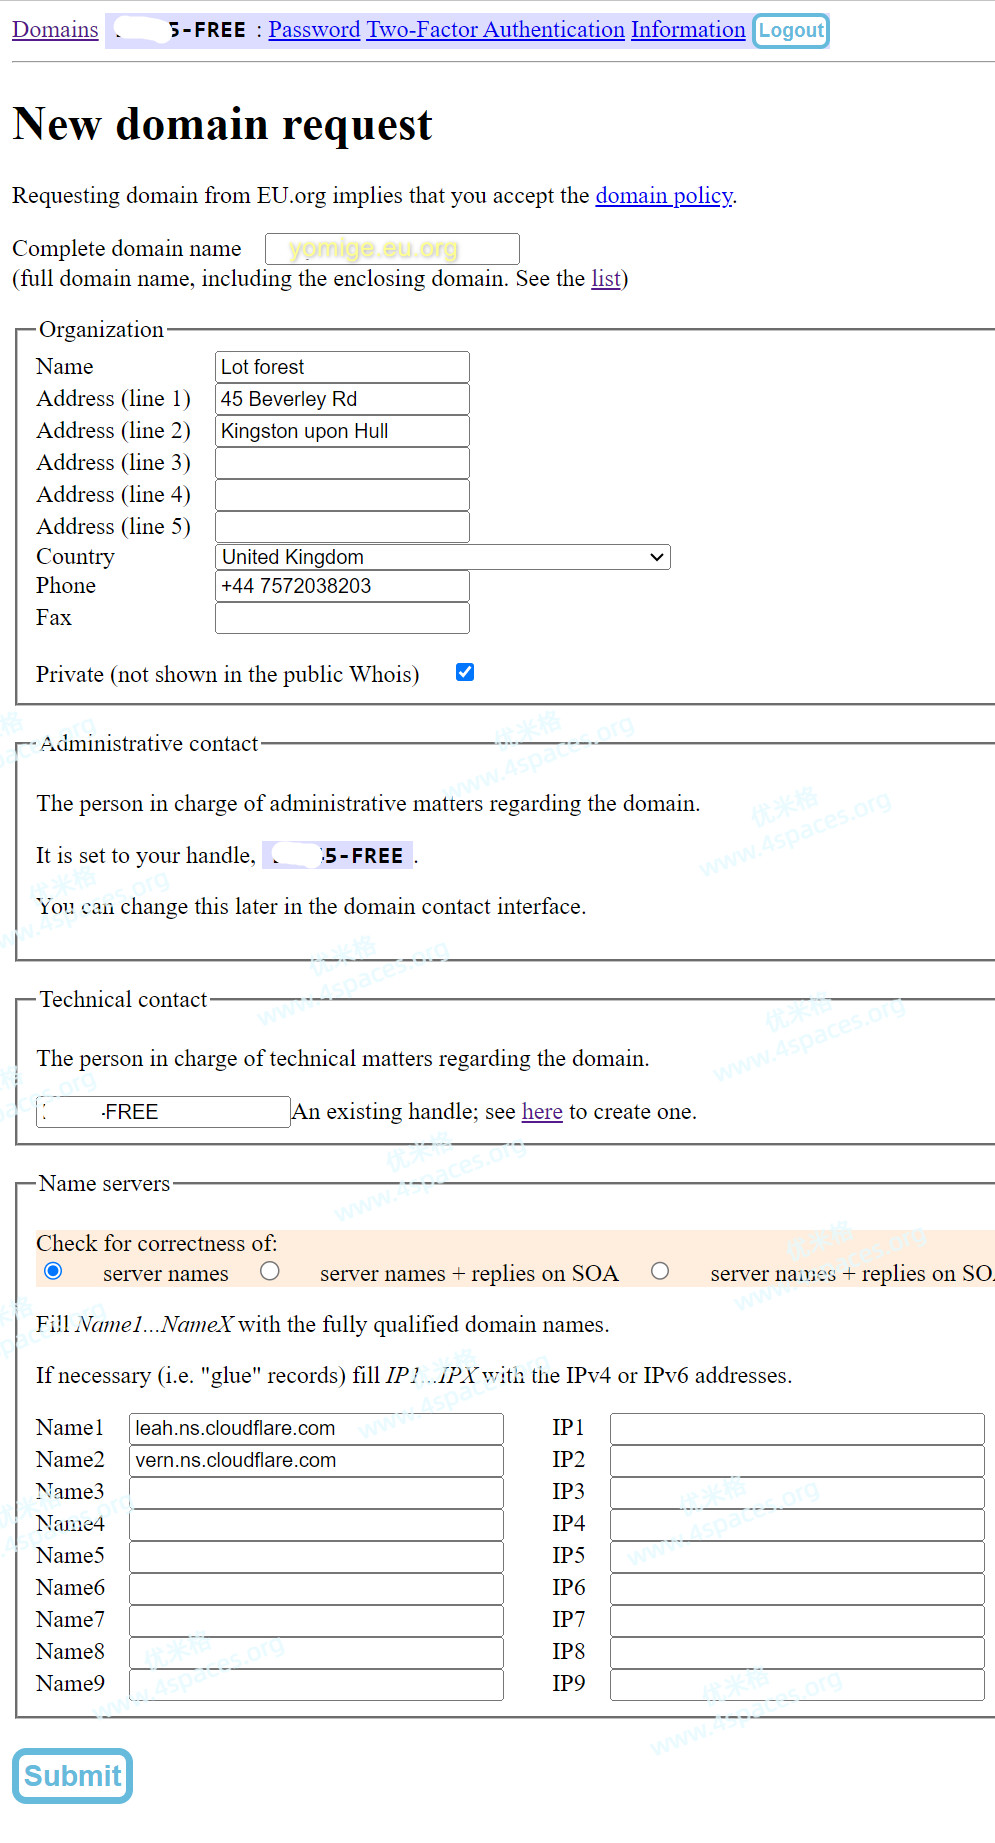 Domains 5-FREE : Password Two-Factor Authentication Information Logout
New domain request
Requesting domain from EU.org implies that you accept the domain policy.
Complete domain name yomige.eu.org
(full domain name, including the enclosing domain. See the list)
Organization
Name Lot forest
Address (line 1) 45 Beverley Rd
Address (line 2) Kingston upon Hull
Address (line 3)
Address (line 4)
Address (line 5)
Country United Kingdom
Phone +44 7572038203
Fax
Private (not shown in the public Whois)
Administrative contact
The person in charge of administrative matters regarding the domain.
It is set to your handle, 5-FREE .
You can change this later in the domain contact interface.
Technical contact
The person in charge of technical matters regarding the domain.
-FREE An existing handle; see here to create one.
Name servers
Check for correctness of:
server names server names + replies on SOA server names + replies on SO
Fill Name1...NameX with the fully qualified domain names.
If necessary (i.e. "glue" records) fill IP1...IPX with the IPv4 or IPv6 addresses.
Name1 leah.ns.cloudflare.com IP1
Name2 vern.ns.cloudflare.com IP2
Name3 IP3
Name4 IP4
Name5 IP5
Name6 IP6
Name7 IP7
Name8 IP8
Name9 IP9
Submit
优米格
www.4spaces.org